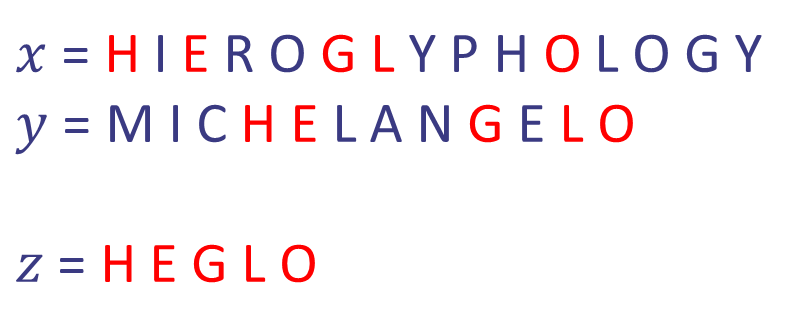 x = H I E R O G L Y P H O L O G Y
y = M I C H E L A N G E L O
z = H E G L O